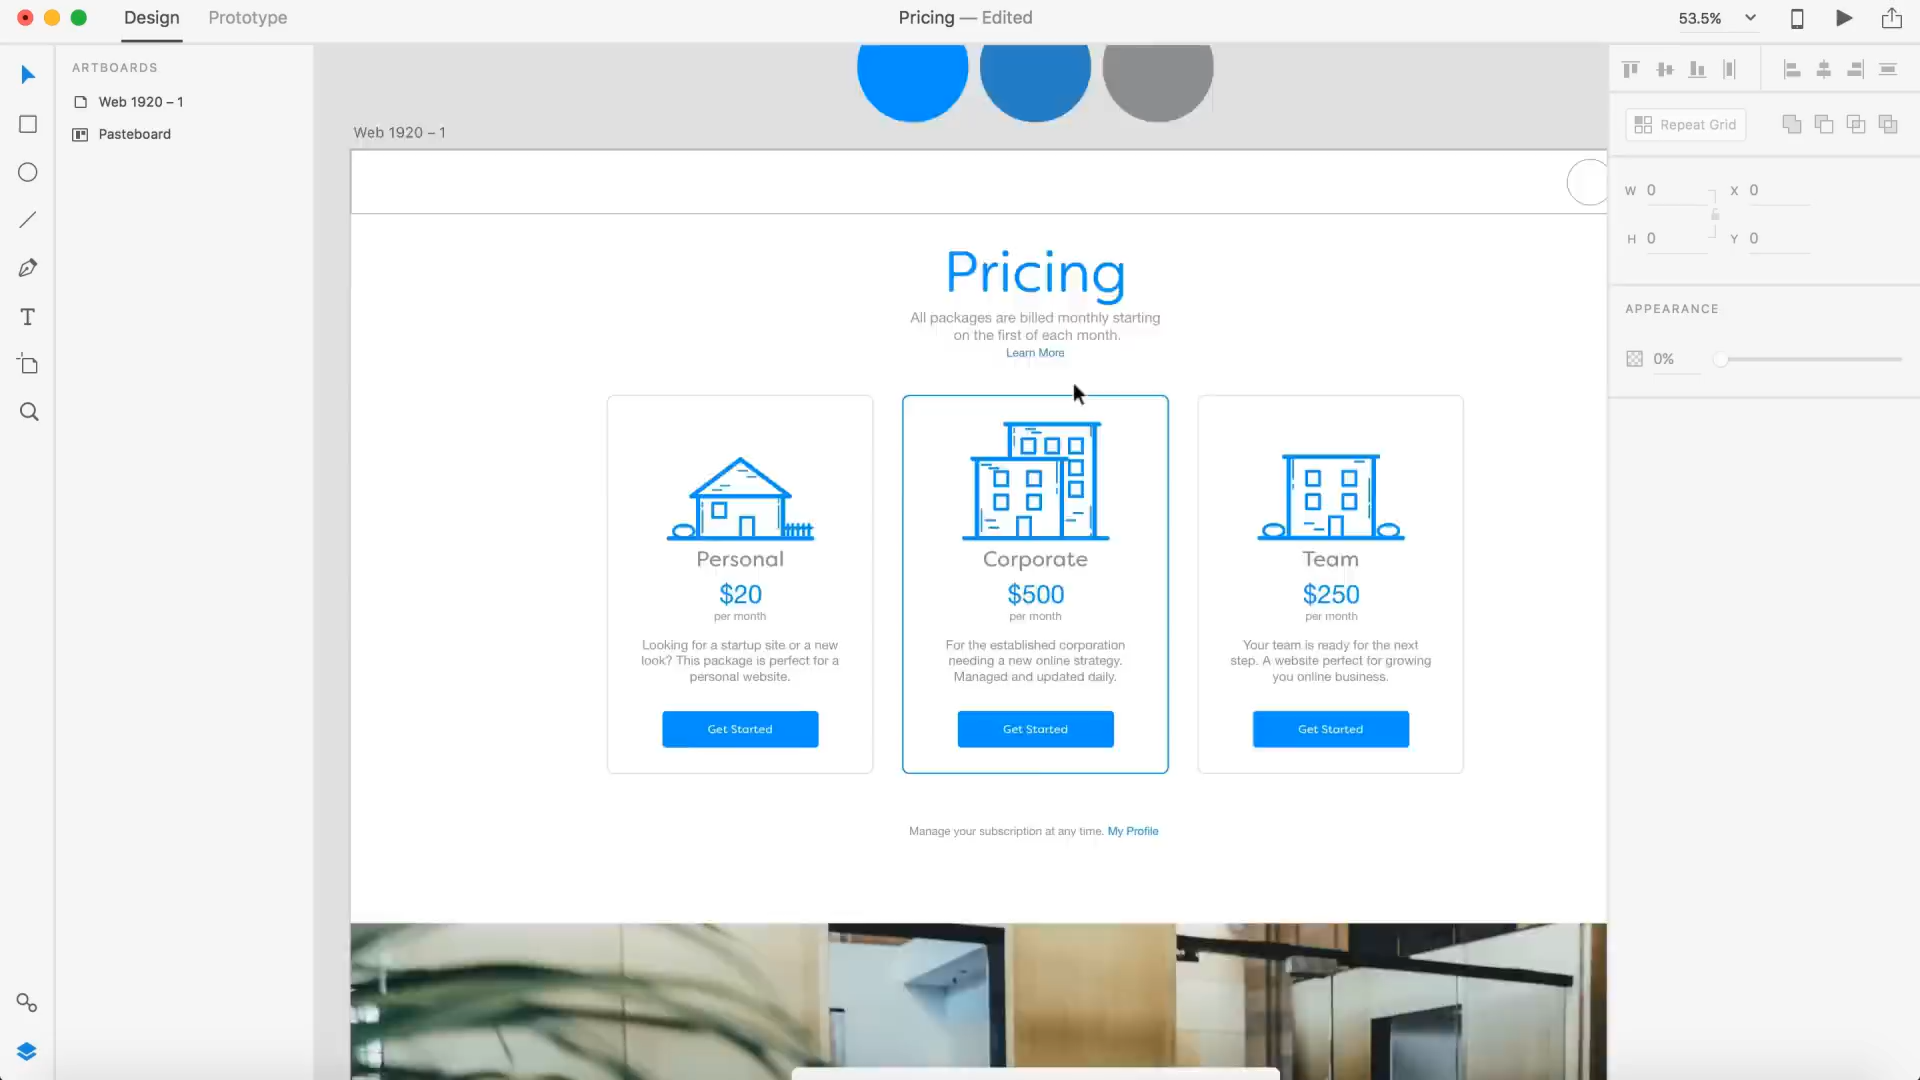 Design
Prototype
Pricing — Edited
53.5%
ARTBOARDS
Web 1920 – 1
Pasteboard
Web 1920 – 1
Pricing
All packages are billed monthly starting
on the first of each month.
Learn More
Personal
$20
per month
Looking for a startup site or a new
look? This package is perfect for a
personal website.
Get Started
Corporate
$500
per month
For the established corporation
needing a new online strategy.
Managed and updated daily.
Get Started
Team
$250
per month
Your team is ready for the next
step. A website perfect for growing
you online business.
Get Started
Manage your subscription at any time. My Profile
Repeat Grid
W 0
X 0
H 0
Y 0
APPEARANCE
0%